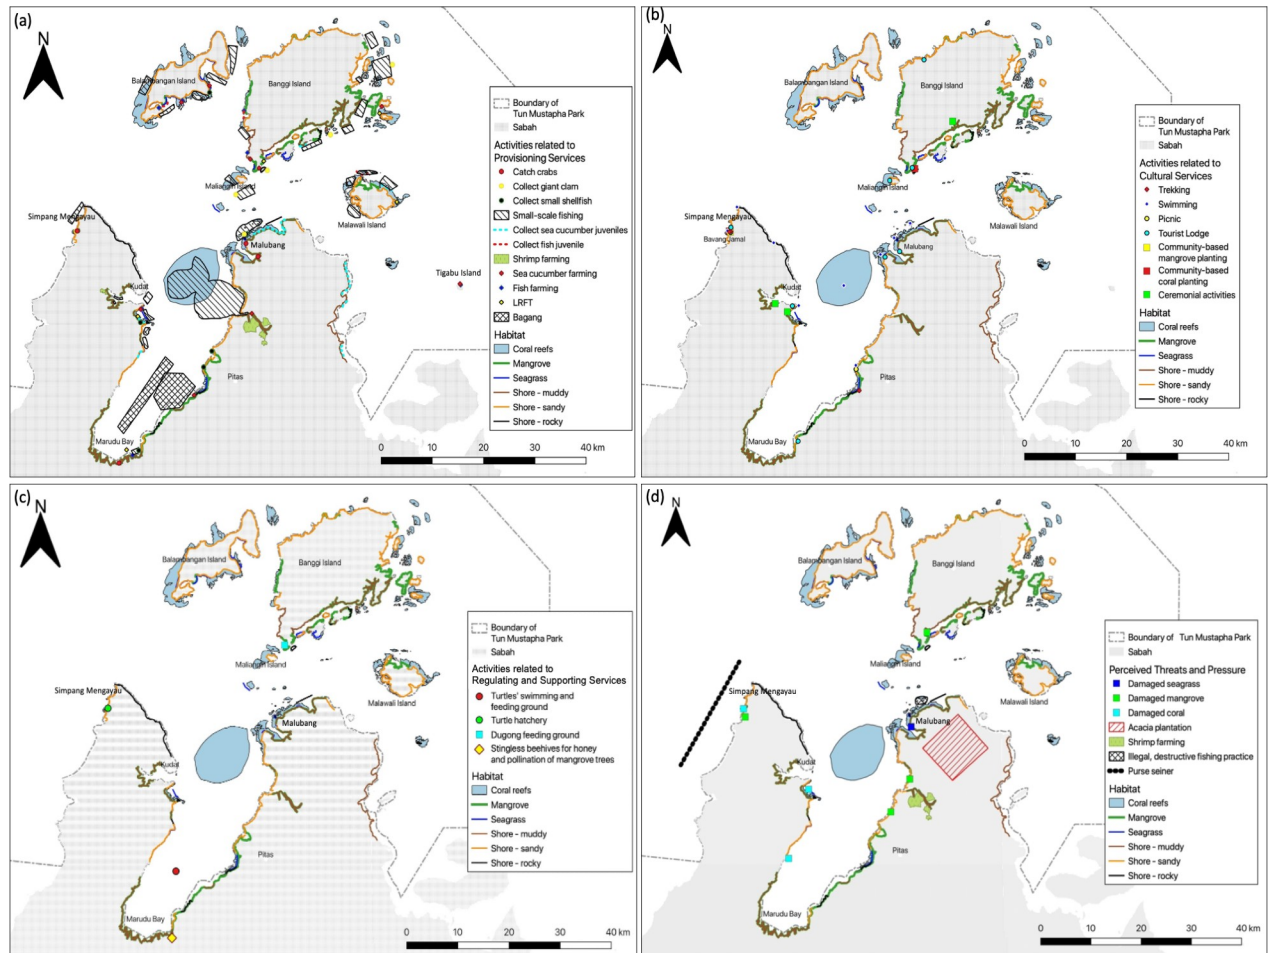 (a)
N
Balambangan Island
Banggi Island
Maliangin Island
Malawali Island
Simpang Mengayau
Malubang
Tigabu Island
Kudat
Pitas
Marudu Bay
Boundary of
Tun Mustapha Park
Sabah
Activities related to
Provisioning Services
Catch crabs
Collect giant clam
Collect small shellfish
Small-scale fishing
Collect sea cucumber juveniles
Collect fish juvenile
Shrimp farming
Sea cucumber farming
Fish farming
LRFT
Bagang
Habitat
Coral reefs
Mangrove
Seagrass
Shore - muddy
Shore - sandy
Shore - rocky
0 10 20 30 40 km
(b)
N
Balambangan Island
Banggi Island
Maliangin Island
Malawali Island
Simpang Mengayau
Bavang Jamal
Malubang
Kudat
Pitas
Marudu Bay
Boundary of
Tun Mustapha Park
Sabah
Activities related to
Cultural Services
Trekking
Swimming
Picnic
Tourist Lodge
Community-based
mangrove planting
Community-based
coral planting
Ceremonial activities
Habitat
Coral reefs
Mangrove
Seagrass
Shore - muddy
Shore - sandy
Shore - rocky
0 10 20 30 40 km
(c)
N
Balambangan Island
Banggi Island
Maliangin Island
Malawali Island
Simpang Mengayau
Malubang
Kudat
Pitas
Marudu Bay
Boundary of
Tun Mustapha Park
Sabah
Activities related to
Regulating and Supporting Services
Turtles' swimming and
feeding ground
Turtle hatchery
Dugong feeding ground
Stingless beehives for honey
and pollination of mangrove trees
Habitat
Coral reefs
Mangrove
Seagrass
Shore - muddy
Shore - sandy
Shore - rocky
0 10 20 30 40 km
(d)
N
Balambangan Island
Banggi Island
Maliangin Island
Malawali Island
Simpang Mengayau
Malubang
Kudat
Pitas
Marudu Bay
Boundary of Tun Mustapha Park
Sabah
Perceived Threats and Pressure
Damaged seagrass
Damaged mangrove
Damaged coral
Acacia plantation
Shrimp farming
Illegal, destructive fishing practice
Purse seiner
Habitat
Coral reefs
Mangrove
Seagrass
Shore - muddy
Shore - sandy
Shore - rocky
0 10 20 30 40 km